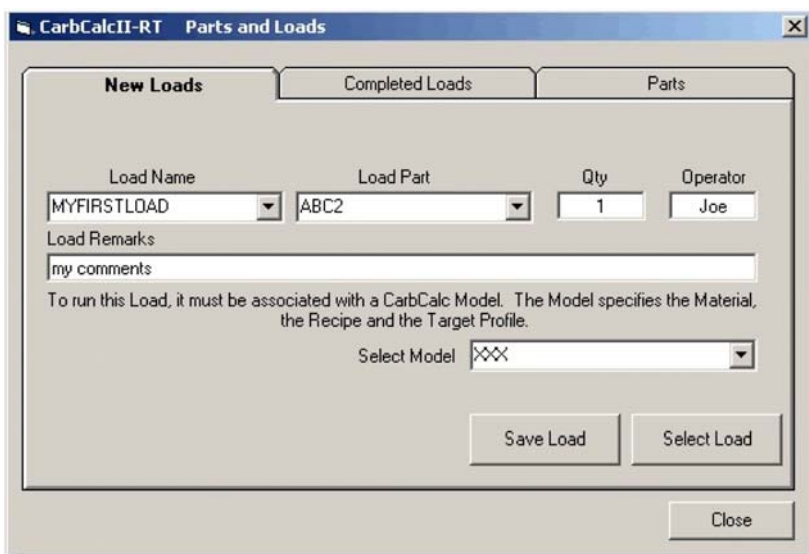 CarbCalcII-RT Parts and Loads
New Loads
Completed Loads
Parts
Load Name
Load Part
Qty
Operator
MYFIRSTLOAD
ABC2
1
Joe
Load Remarks
my comments
To run this Load, it must be associated with a CarbCalc Model. The Model specifies the Material,
the Recipe and the Target Profile.
Select Model
XXX
Save Load
Select Load
Close